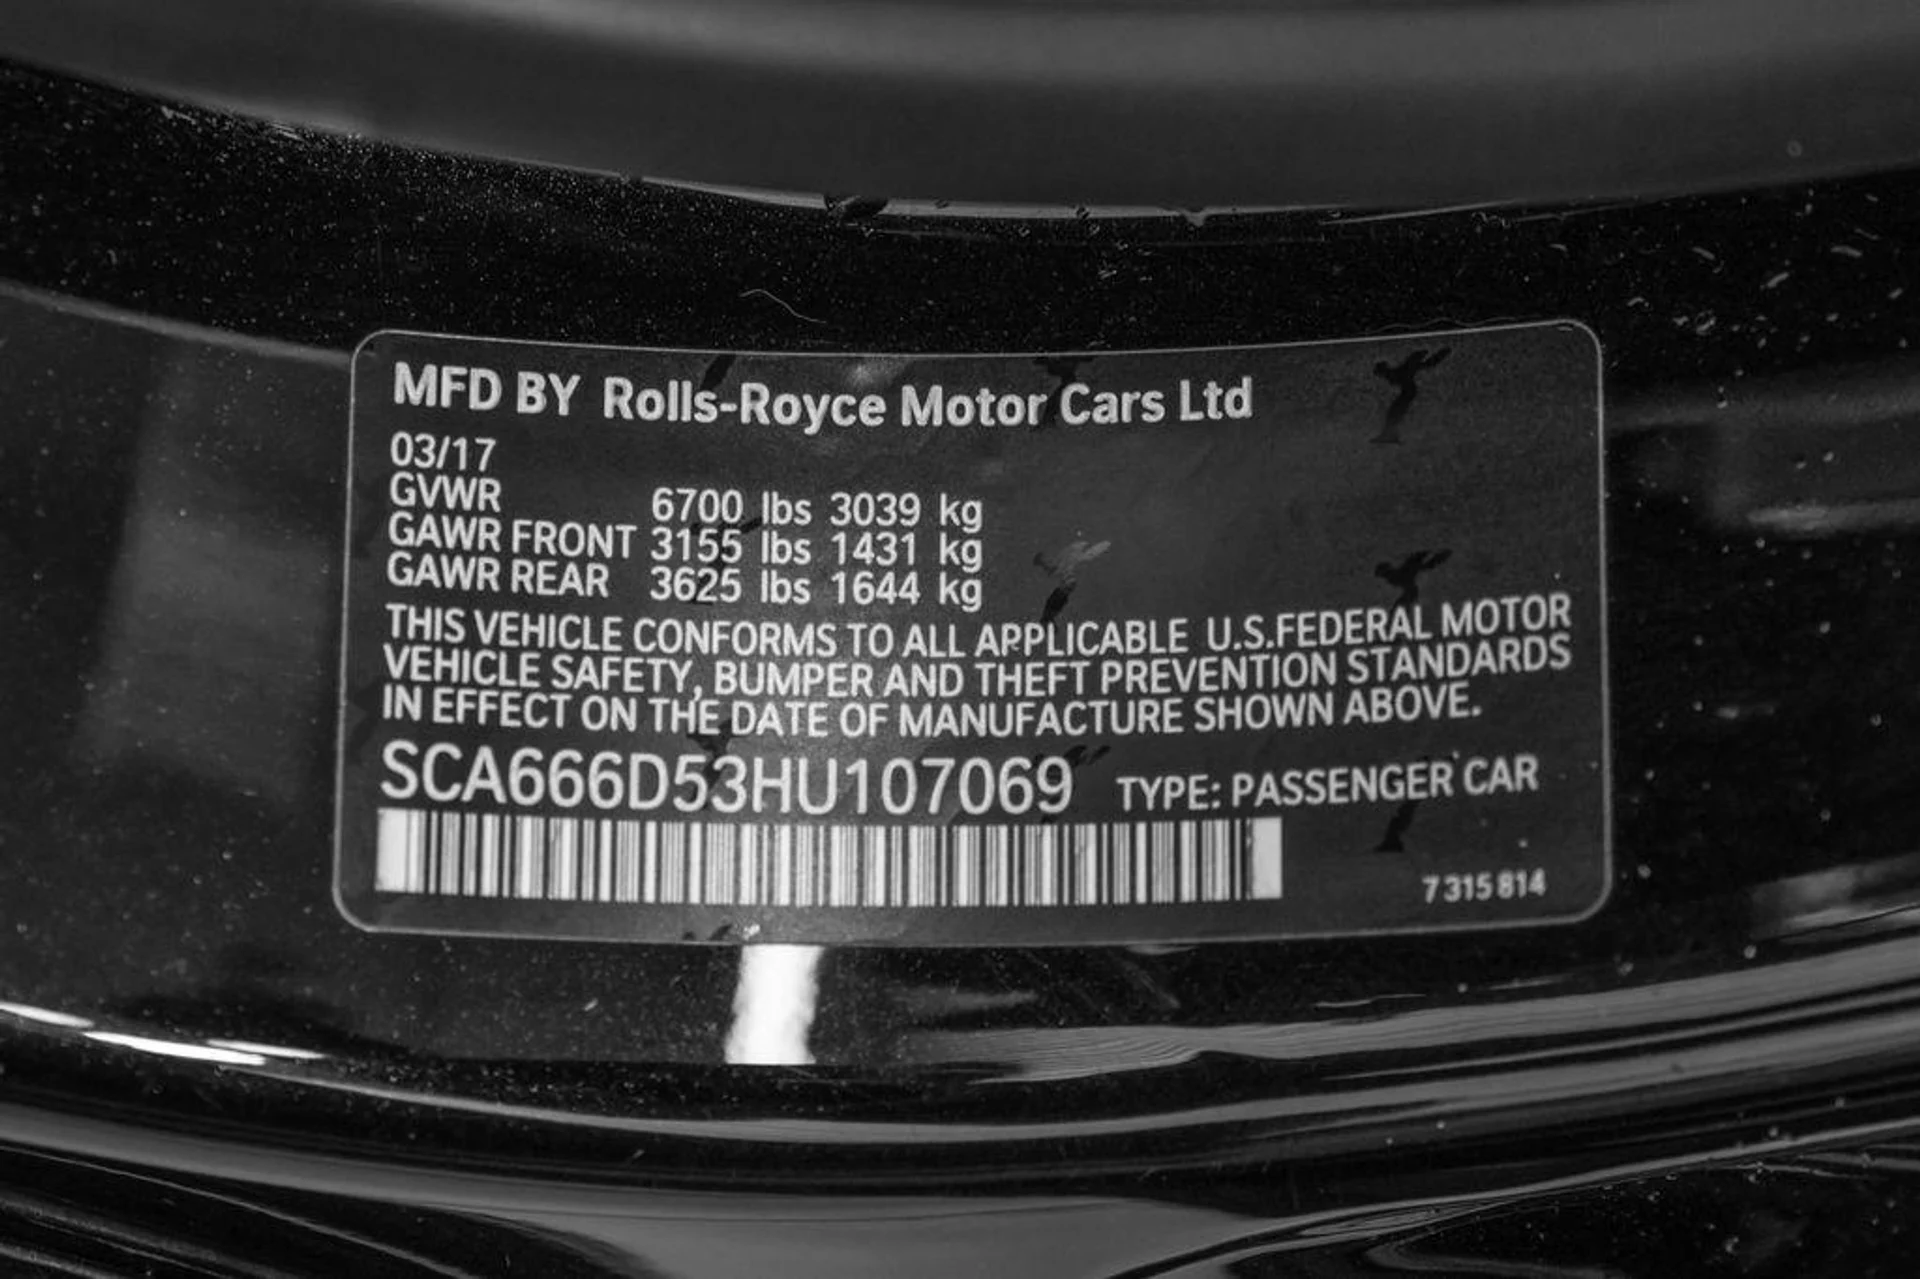 MFD BY Rolls-Royce Motor Cars Ltd
03/17
GVWR 6700 lbs 3039 kg
GAWR FRONT 3155 lbs 1431 kg
GAWR REAR 3625 lbs 1644 kg
THIS VEHICLE CONFORMS TO ALL APPLICABLE U.S.FEDERAL MOTOR
VEHICLE SAFETY, BUMPER AND THEFT PREVENTION STANDARDS
IN EFFECT ON THE DATE OF MANUFACTURE SHOWN ABOVE.
SCA666D53HU107069 TYPE: PASSENGER CAR
7 315 814